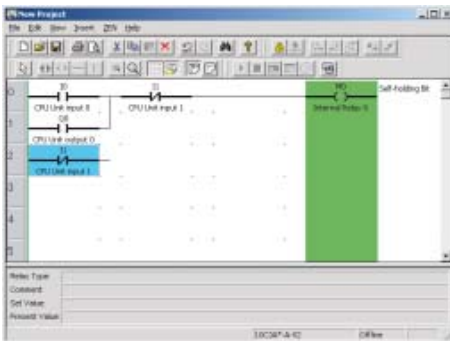 New Project
File Edit View Insert ZEN Help
0
I0
I1
M0
Self-holding Bit
CPU Unit input 0
CPU Unit input 1
Internal Relay 0
1
Q0
CPU Unit output 0
2
I1
CPU Unit input 1
3
4
5
Relay Type
Comment
Set Value
Present Value
Offline